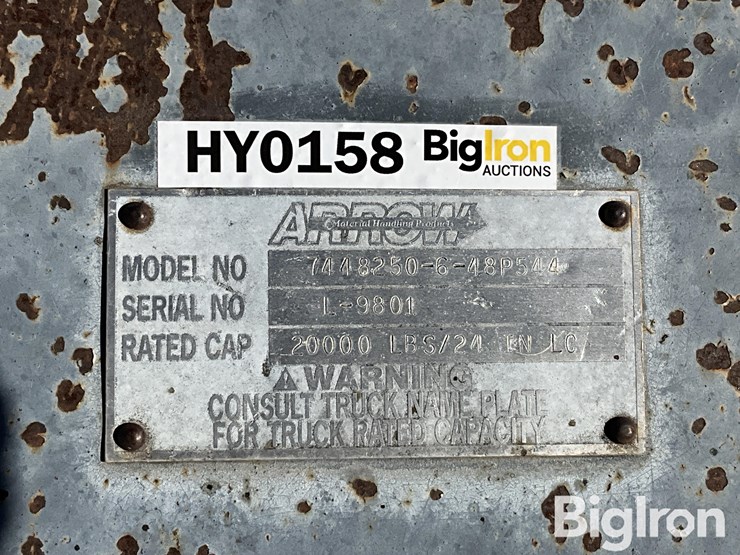 HY0158 BigIron
AUCTIONS
ARROW
Material Handling Products
MODEL NO 7448250-6-48P544
SERIAL NO L-9801
RATED CAP 20000 LBS/24 IN LC
WARNING
CONSULT TRUCK NAME PLATE
FOR TRUCK RATED CAPACITY
BigIron